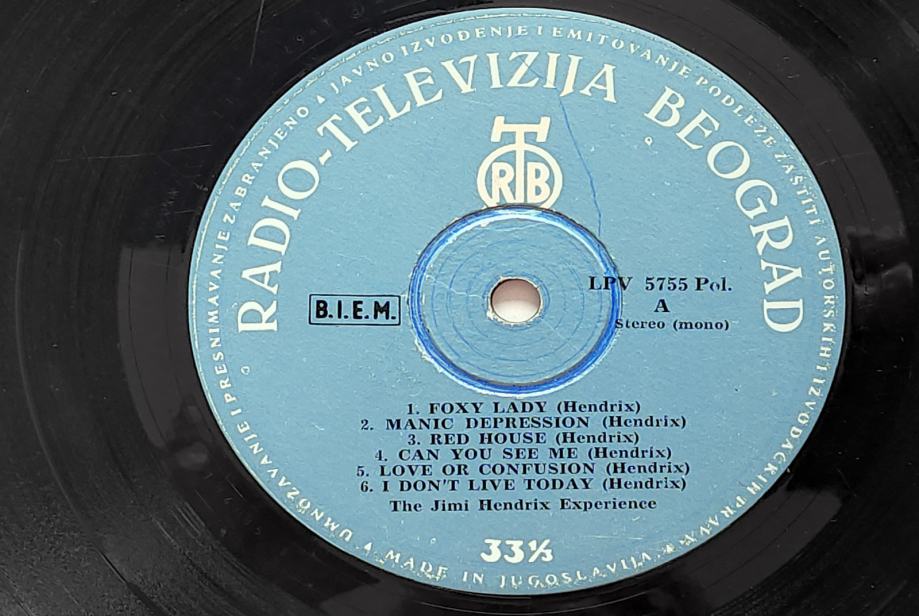 UMNOŽAVANJE I PRESNIMAVANJE ZABRANJENO ▲ JAVNO IZVOĐENJE I EMITOVANJE PODLEŽE ZAŠTITI AUTORSKIH I IZVOĐAČKIH PRAVA
RADIO-TELEVIZIJA BEOGRAD
RTB
B.I.E.M.
LPV 5755 Pol.
A
Stereo (mono)
1. FOXY LADY (Hendrix)
2. MANIC DEPRESSION (Hendrix)
3. RED HOUSE (Hendrix)
4. CAN YOU SEE ME (Hendrix)
5. LOVE OR CONFUSION (Hendrix)
6. I DON'T LIVE TODAY (Hendrix)
The Jimi Hendrix Experience
33⅓
MADE IN JUGOSLAVIJA